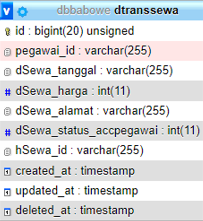 dbbabowe dtranssewa
id : bigint(20) unsigned
pegawai_id : varchar(255)
dSewa_tanggal : varchar(255)
dSewa_harga : int(11)
dSewa_alamat : varchar(255)
dSewa_status_accpegawai : int(11)
hSewa_id : varchar(255)
created_at : timestamp
updated_at : timestamp
deleted_at : timestamp